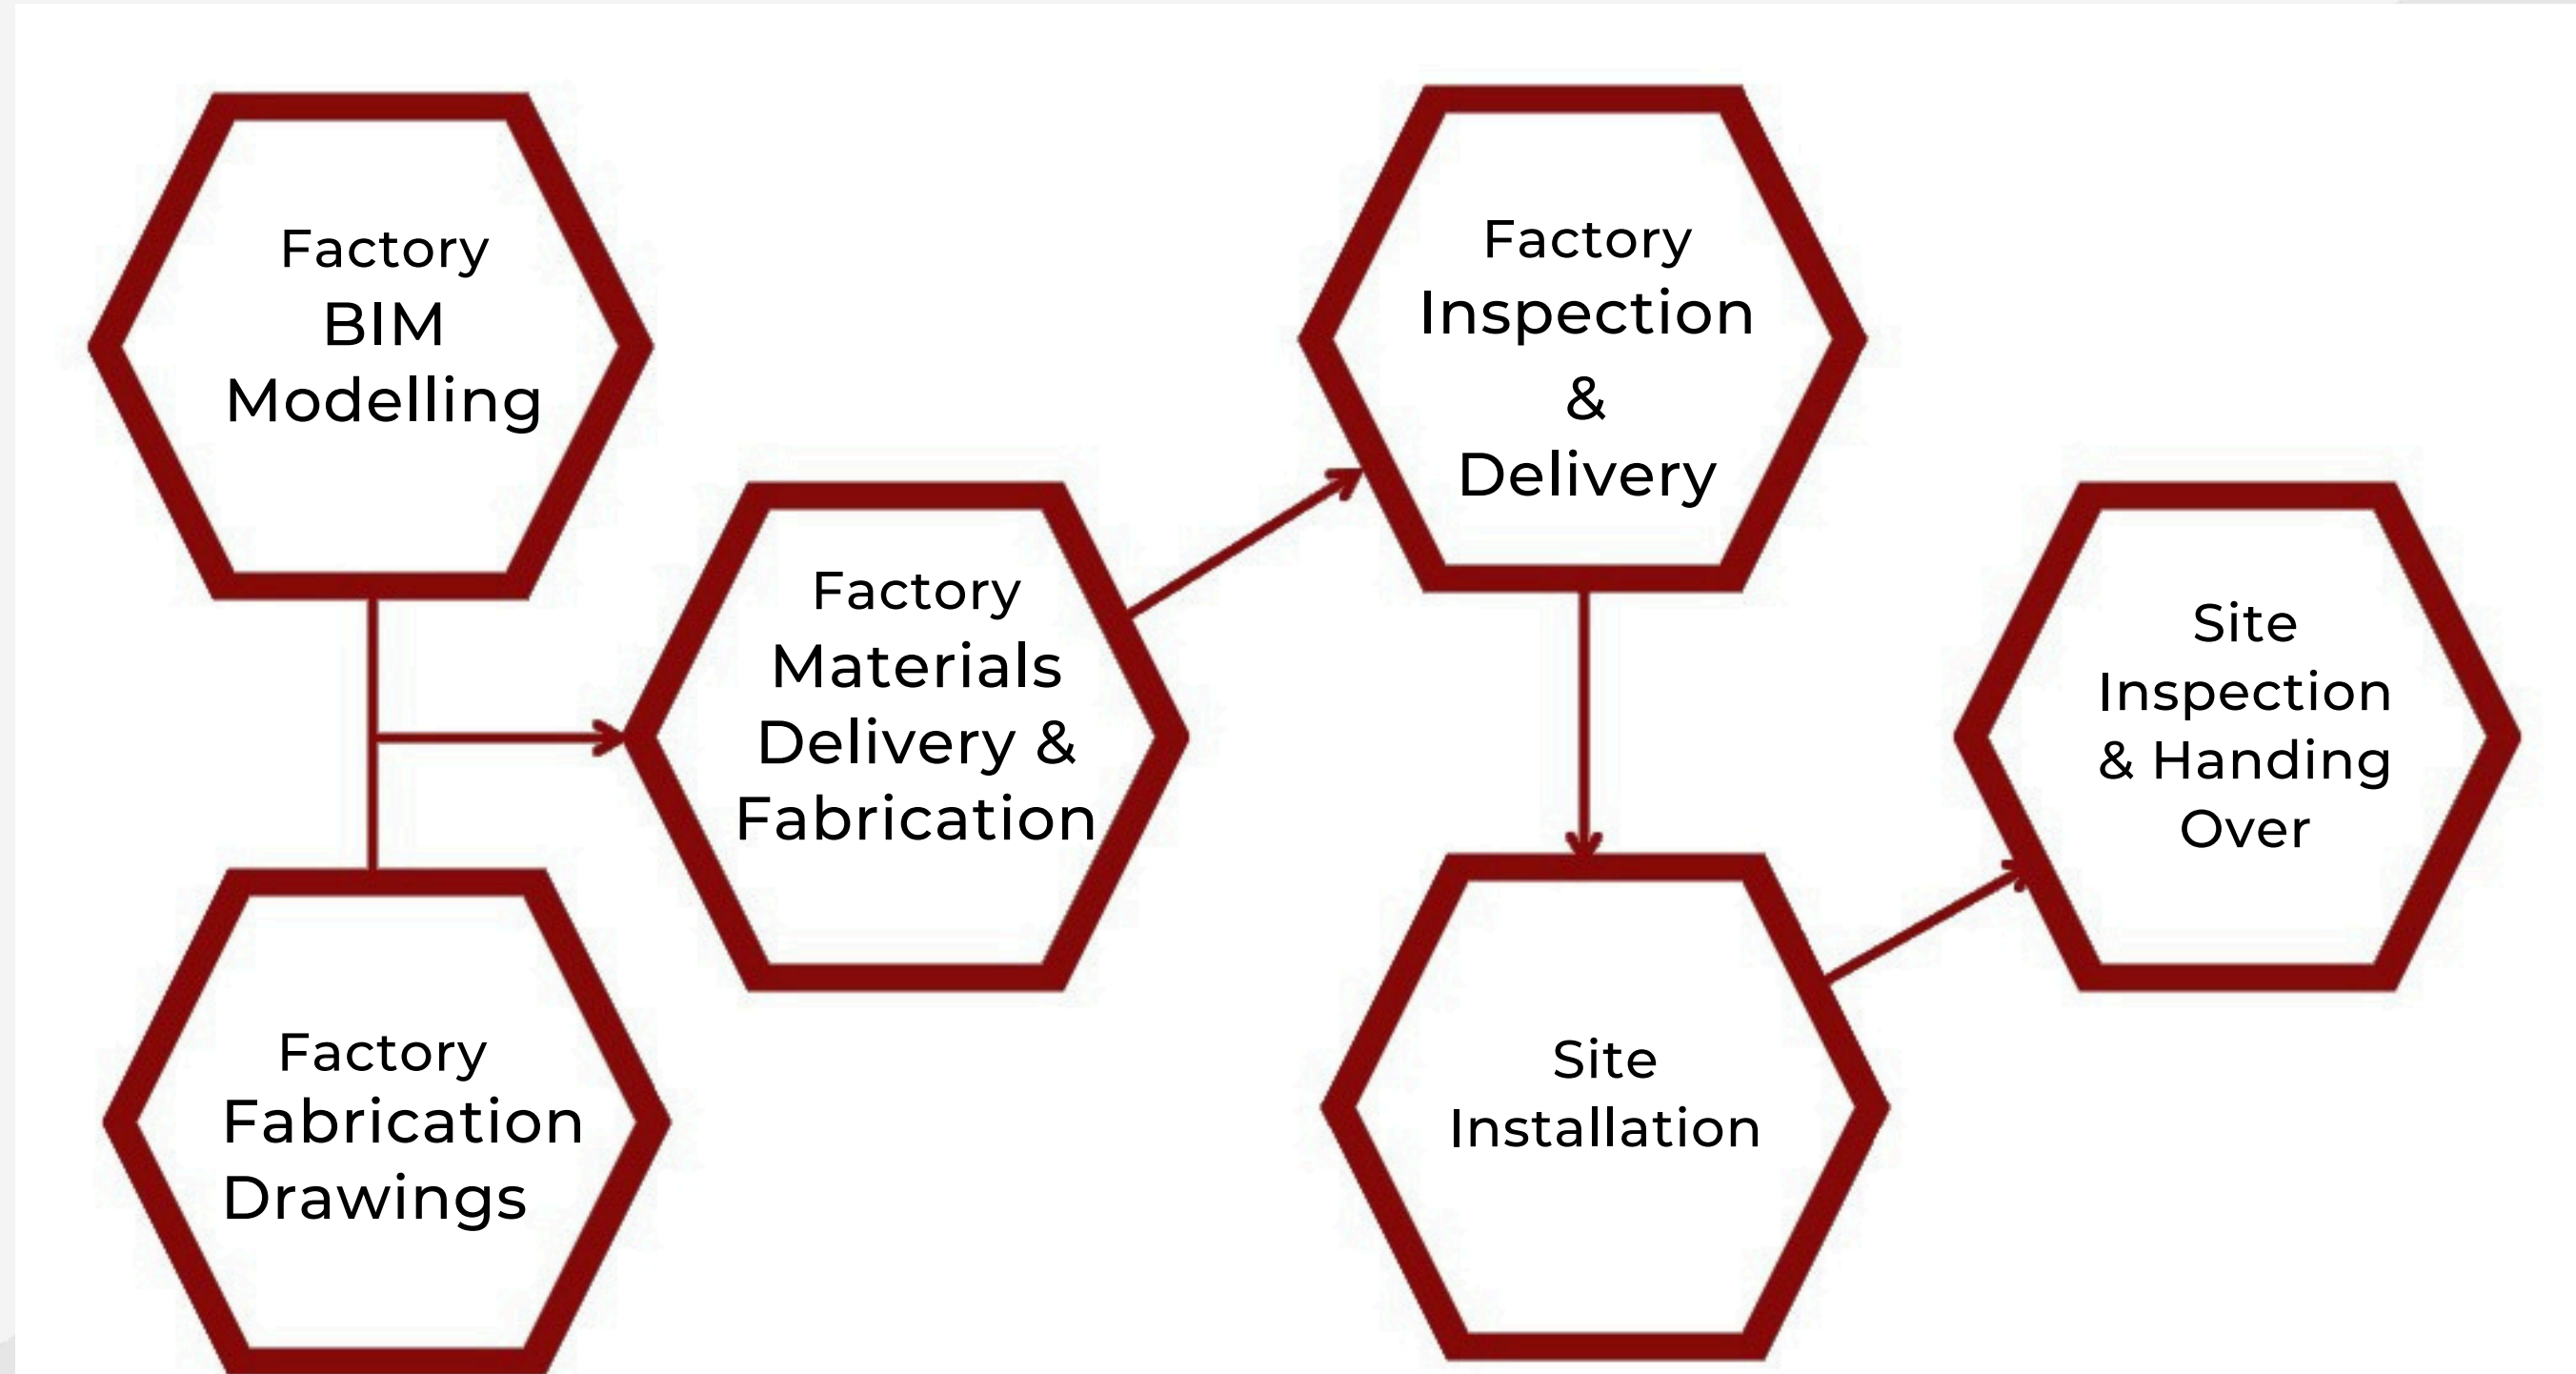 Factory
BIM
Modelling
Factory
Fabrication
Drawings
Factory
Materials
Delivery &
Fabrication
Factory
Inspection
&
Delivery
Site
Installation
Site
Inspection
& Handing
Over